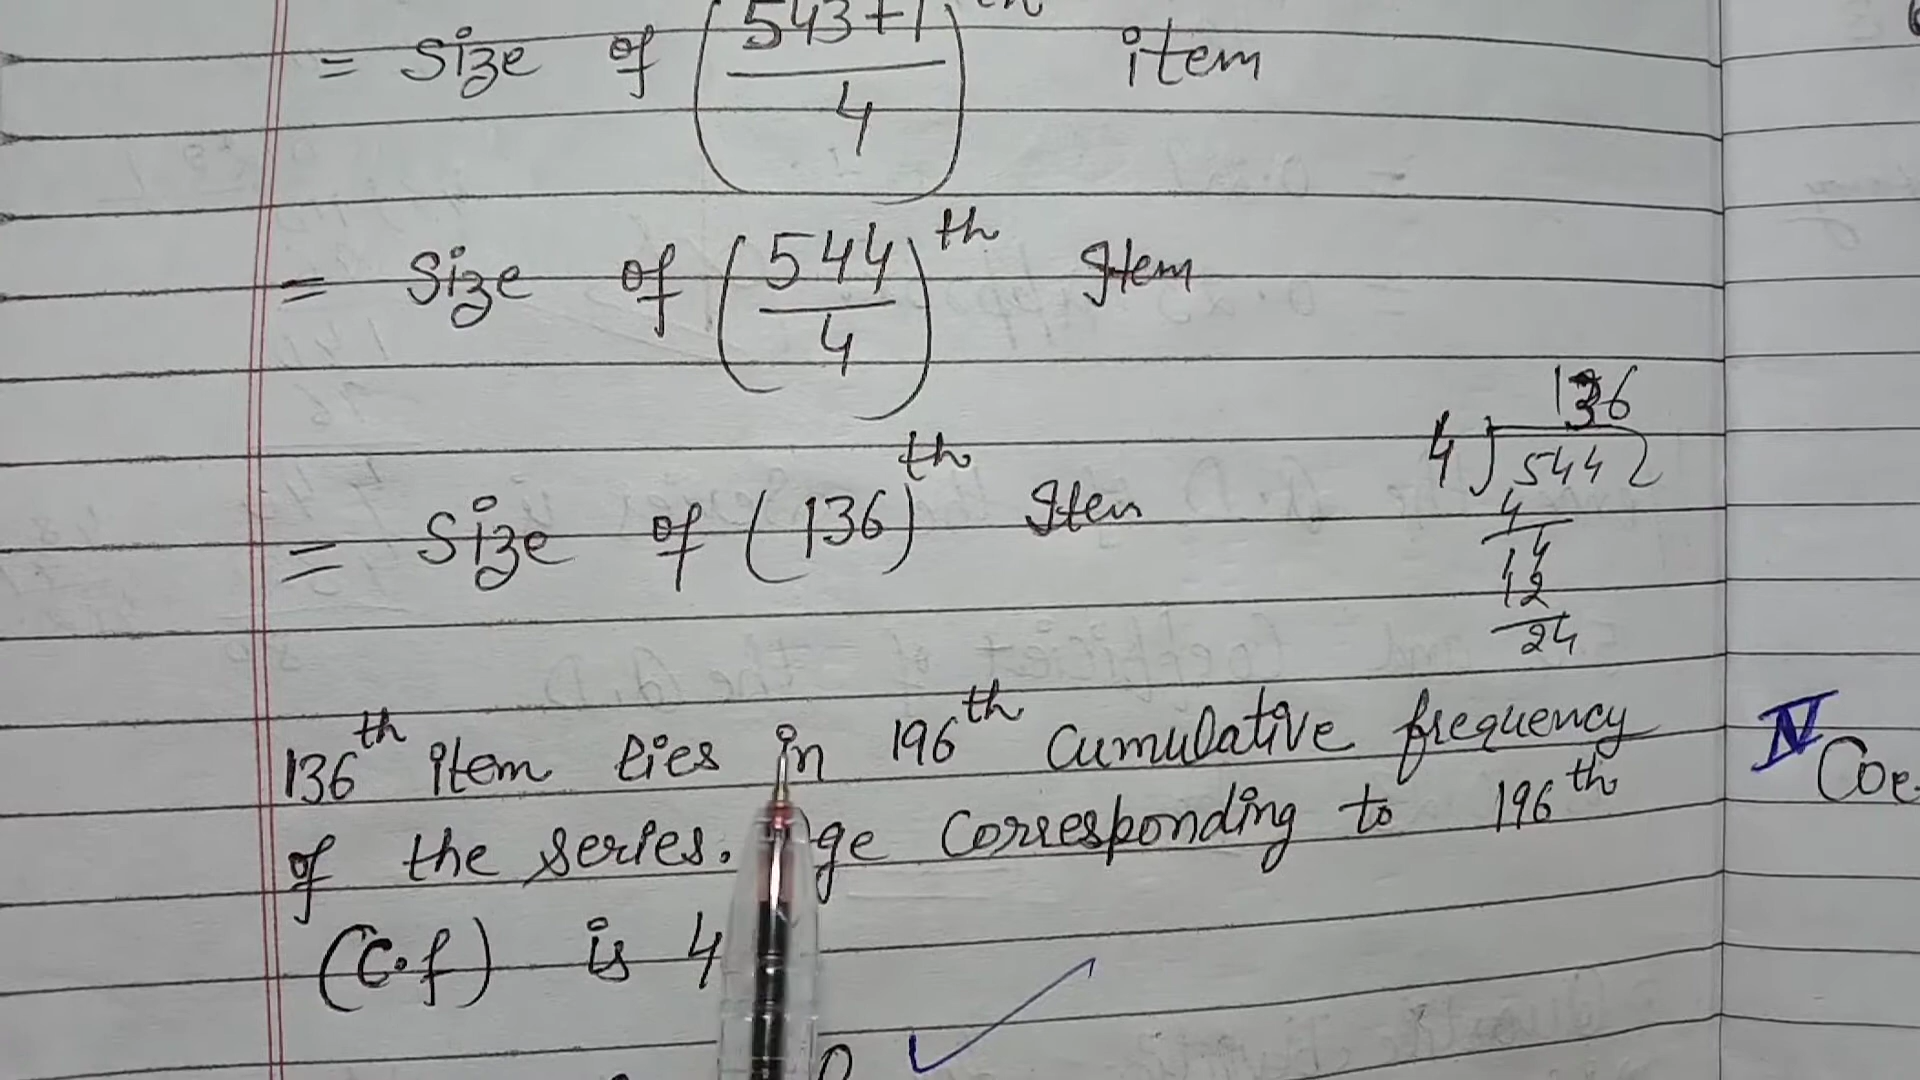 = Size of (543+1/4)th item
= Size of (544/4)th Item
136
4)544(
= Size of (136)th Item
4
14
12
24
136th item lies in 196th Cumulative frequency
of the series. Age Corresponding to 196th
(C.f) is 4
IV
Coe